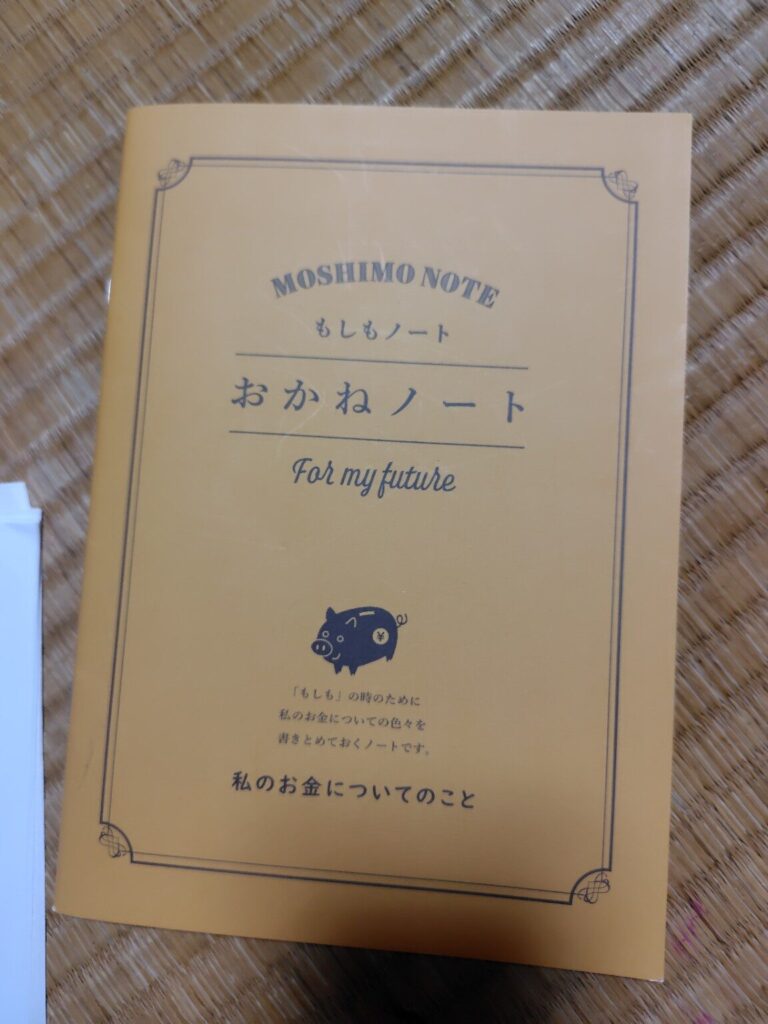 MOSHIMO NOTE
もしもノート
おかねノート
For my future
¥
「もしも」の時のために
私のお金についての色々を
書きとめておくノートです。
私のお金についてのこと